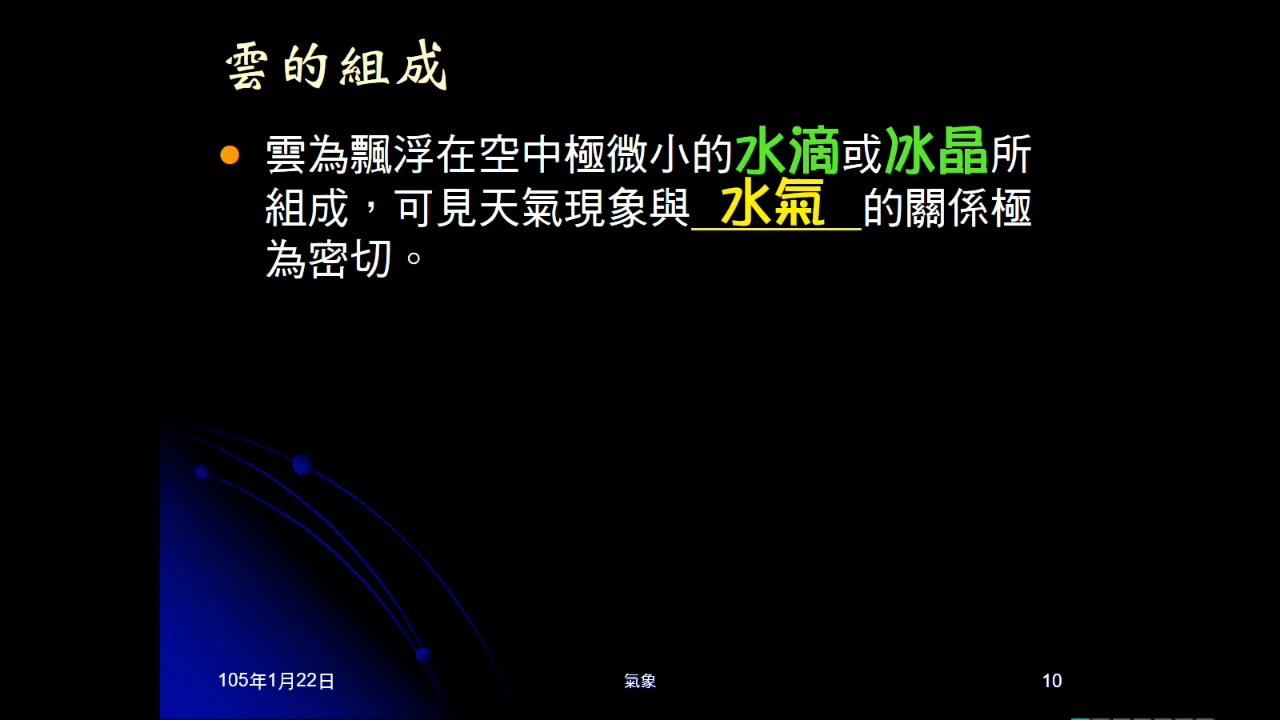 雲的組成
雲為飄浮在空中極微小的水滴或冰晶所
組成，可見天氣現象與 水氣 的關係極
為密切。
105年1月22日
氣象
10